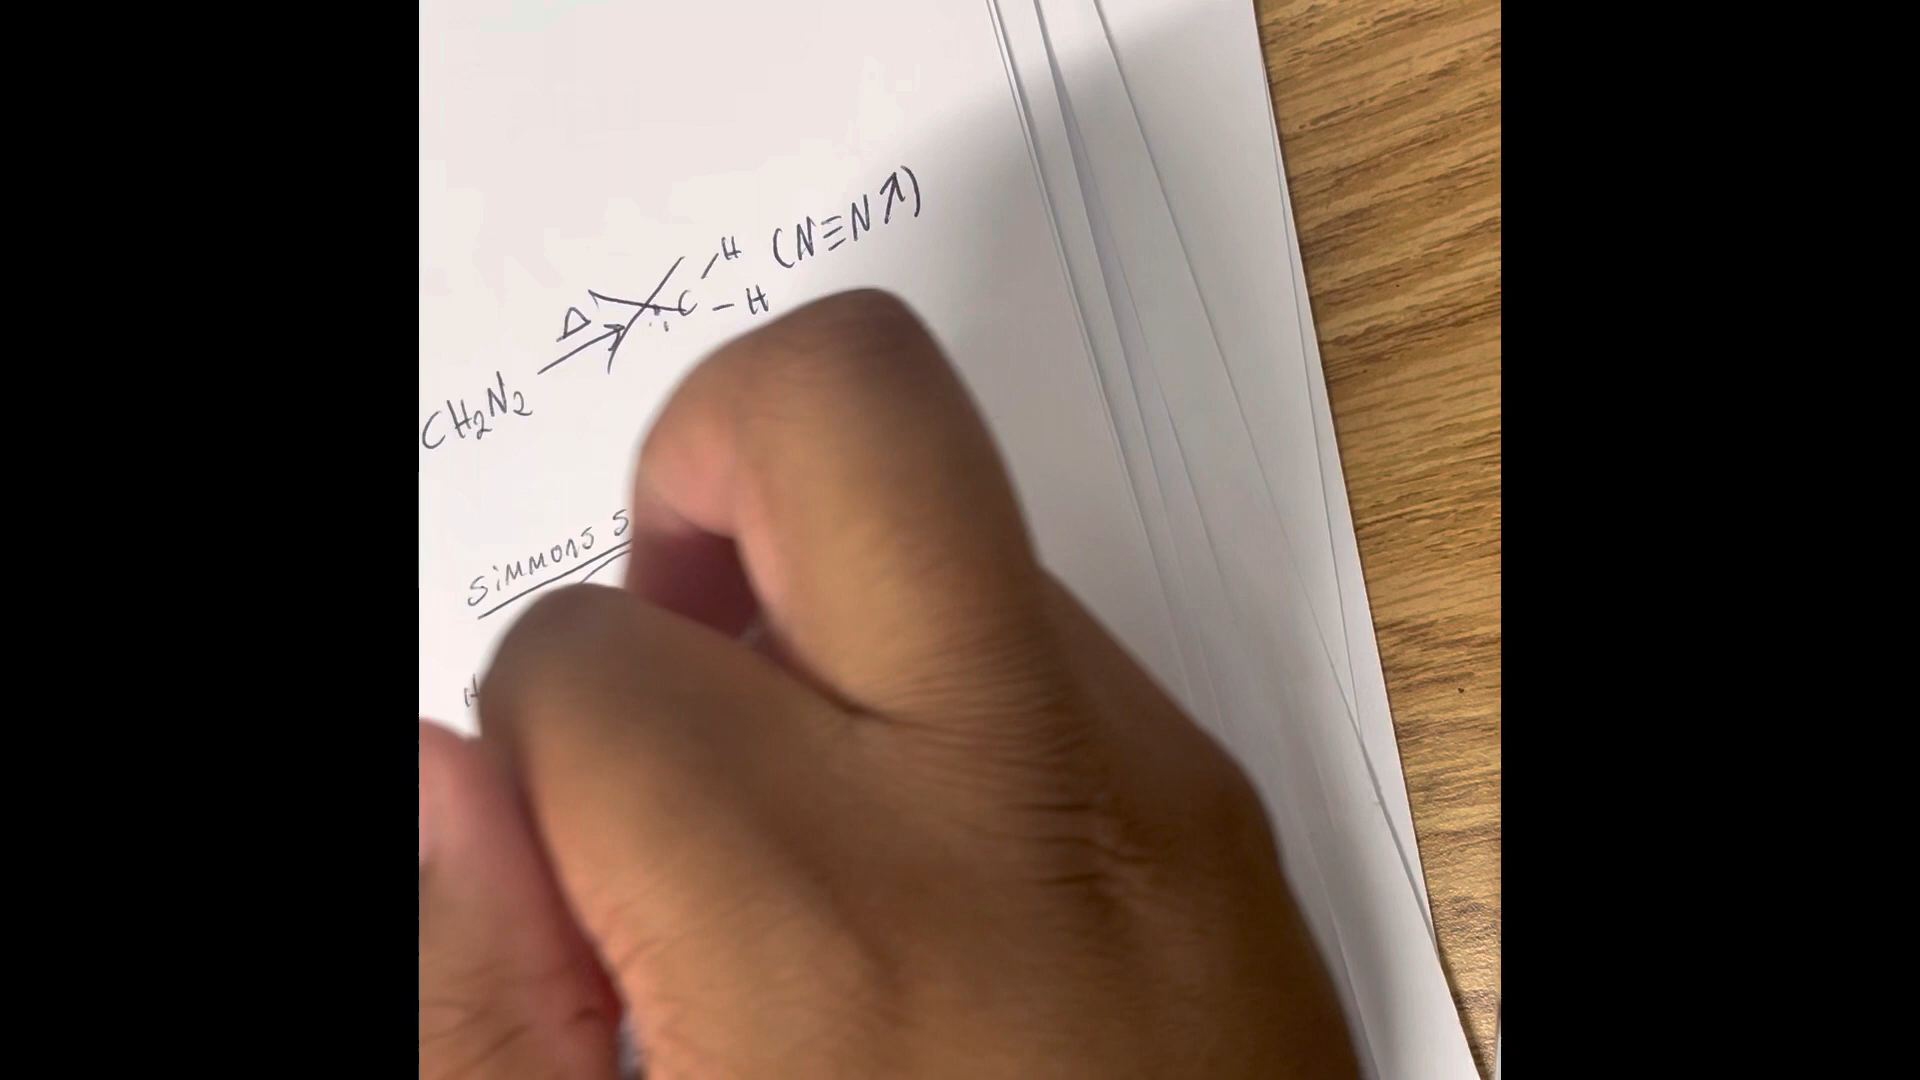 CH₂N₂ Δ → :C–H –H (N≡N↑)
Simmons